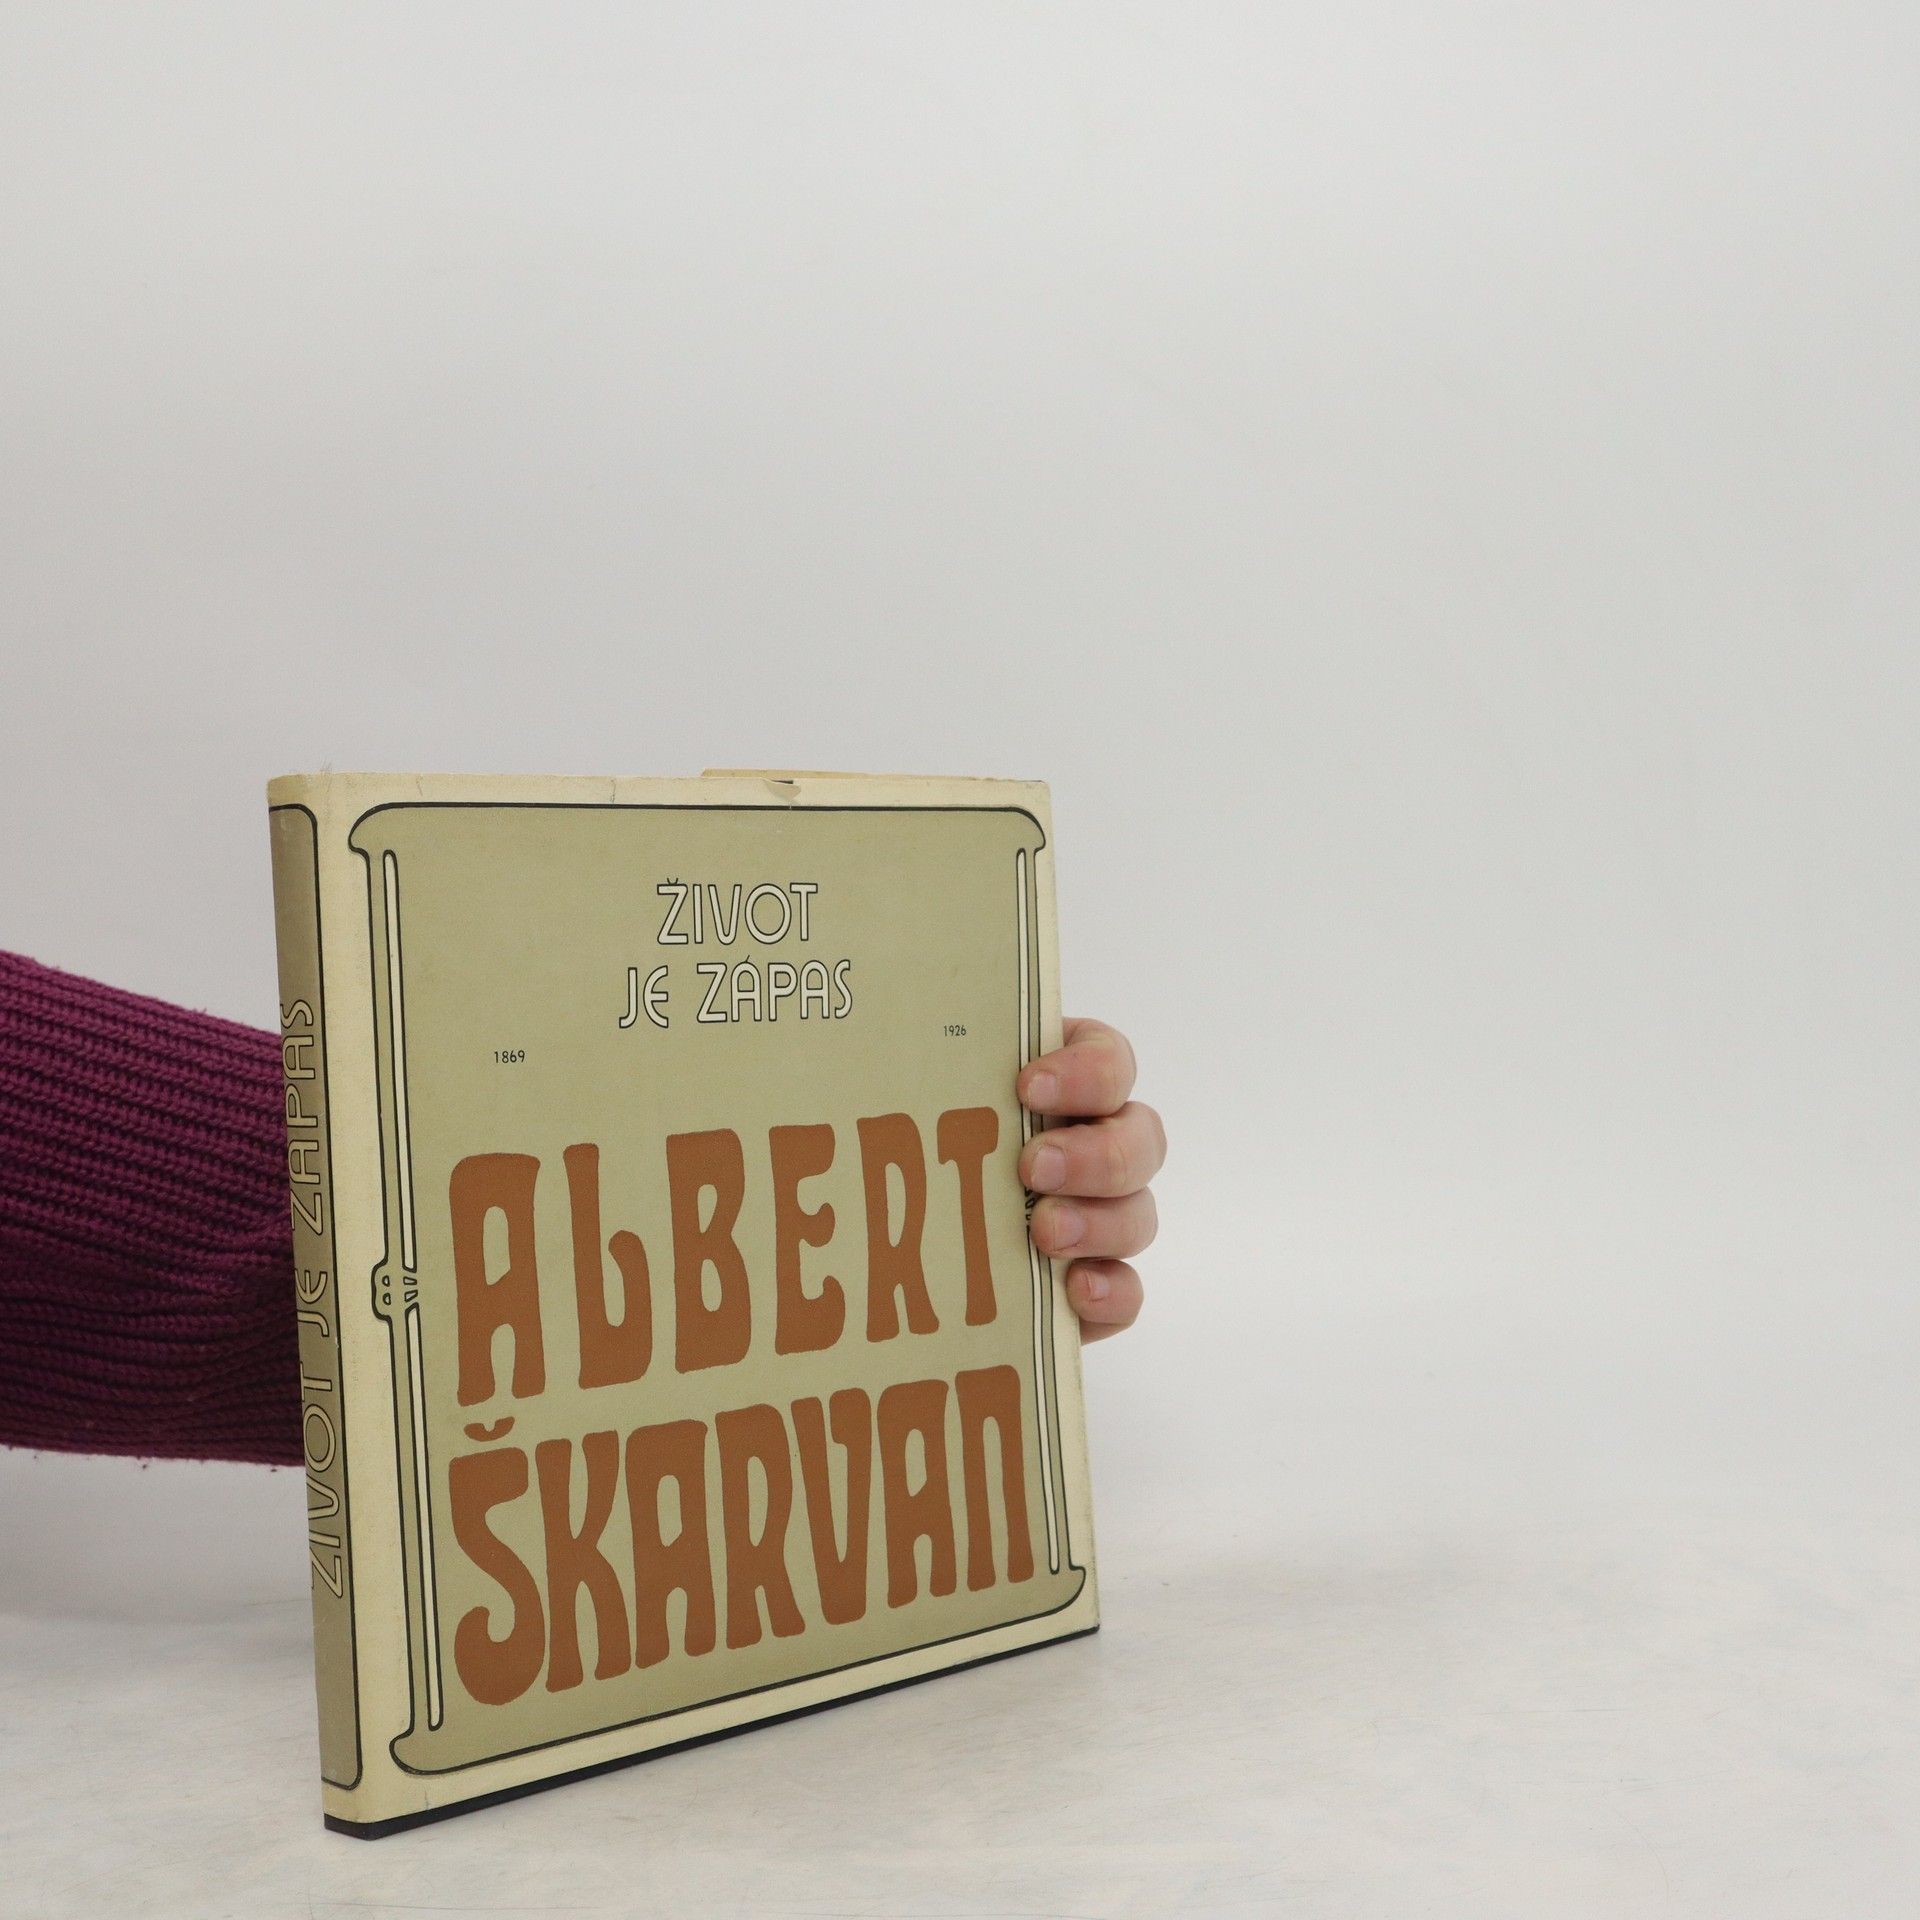 ŽIVOT
JE ZÁPAS
1869
1926
ALBERT
ŠKARVAN
ŽIVOT JE ZÁPAS